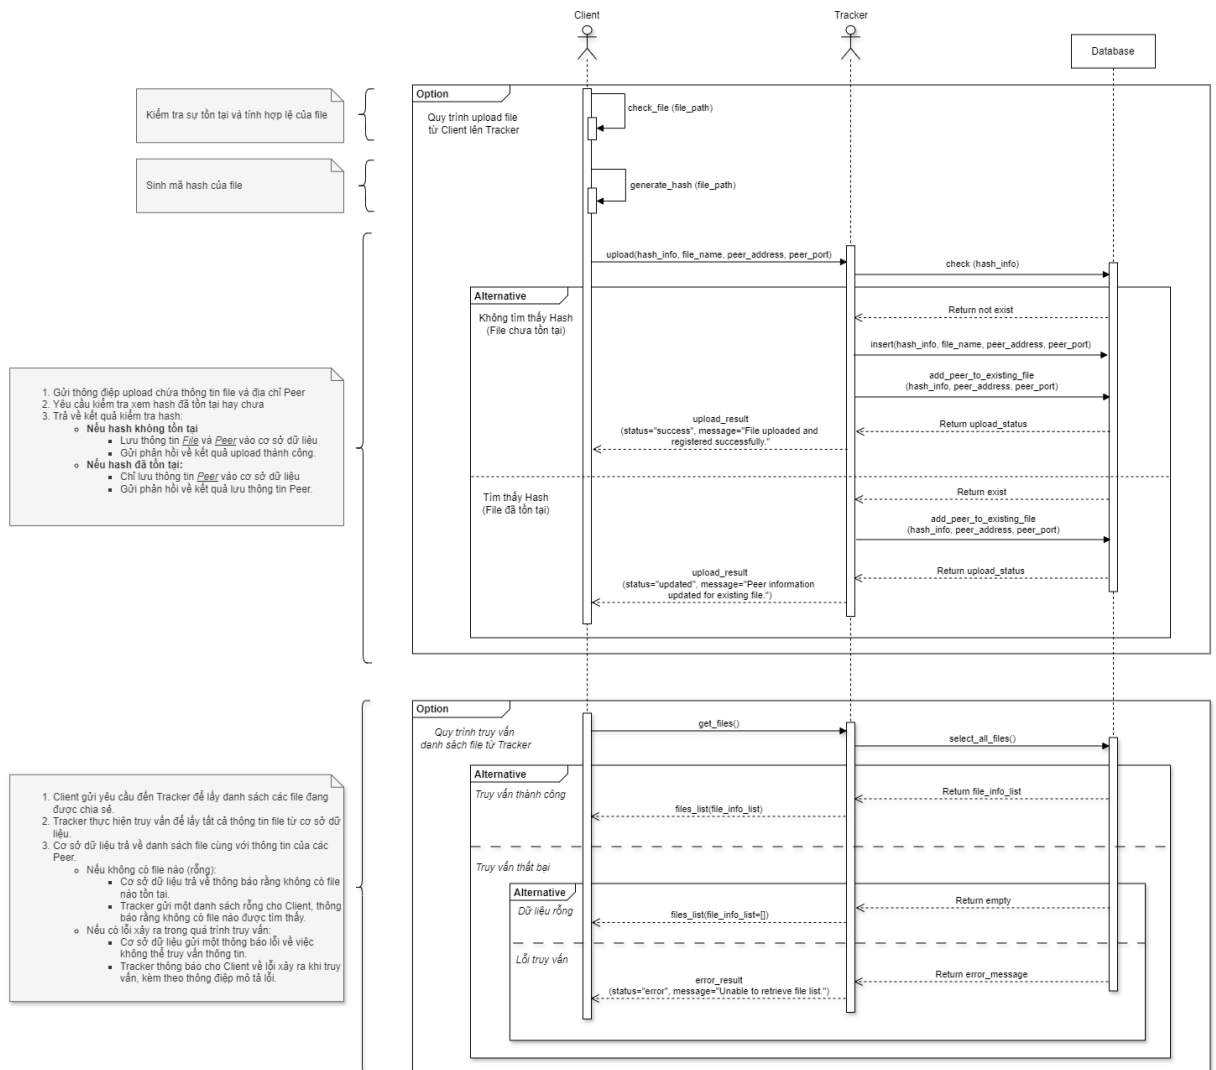 Client
Tracker
Database
Option
Quy trình upload file
từ Client lên Tracker
Kiểm tra sự tồn tại và tính hợp lệ của file
check_file (file_path)
Sinh mã hash của file
generate_hash (file_path)
upload(hash_info, file_name, peer_address, peer_port)
check (hash_info)
Alternative
Không tìm thấy Hash
(File chưa tồn tại)
Return not exist
insert(hash_info, file_name, peer_address, peer_port)
add_peer_to_existing_file
(hash_info, peer_address, peer_port)
Return upload_status
upload_result
(status="success", message="File uploaded and
registered successfully."
1. Gửi thông điệp upload chứa thông tin file và địa chỉ Peer
2. Yêu cầu kiểm tra xem hash đã tồn tại hay chưa
3. Trả về kết quả kiểm tra hash:
Nếu hash không tồn tại
Lưu thông tin File và Peer vào cơ sở dữ liệu
Gửi phản hồi về kết quả upload thành công.
Nếu hash đã tồn tại:
Chỉ lưu thông tin Peer vào cơ sở dữ liệu
Gửi phản hồi về kết quả lưu thông tin Peer.
Tìm thấy Hash
(File đã tồn tại)
Return exist
add_peer_to_existing_file
(hash_info, peer_address, peer_port)
Return upload_status
upload_result
(status="updated", message="Peer information
updated for existing file.")
Option
Quy trình truy vấn
danh sách file từ Tracker
get_files()
select_all_files()
Alternative
Truy vấn thành công
Return file_info_list
files_list(file_info_list)
Truy vấn thất bại
Alternative
Dữ liệu rỗng
Return empty
files_list(file_info_list=[])
Lỗi truy vấn
Return error_message
error_result
(status="error", message="Unable to retrieve file list.")
1. Client gửi yêu cầu đến Tracker để lấy danh sách các file đang
được chia sẻ.
2. Tracker thực hiện truy vấn để lấy tất cả thông tin file từ cơ sở dữ
liệu.
3. Cơ sở dữ liệu trả về danh sách file cùng với thông tin của các
Peer.
Nếu không có file nào (rỗng):
Cơ sở dữ liệu trả về thông báo rằng không có file
nào tồn tại.
Tracker gửi một danh sách rỗng cho Client, thông
báo rằng không có file nào được tìm thấy.
Nếu có lỗi xảy ra trong quá trình truy vấn:
Cơ sở dữ liệu gửi một thông báo lỗi về việc
không thể truy vấn thông tin.
Tracker thông báo cho Client về lỗi xảy ra khi truy
vấn, kèm theo thông điệp mô tả lỗi.